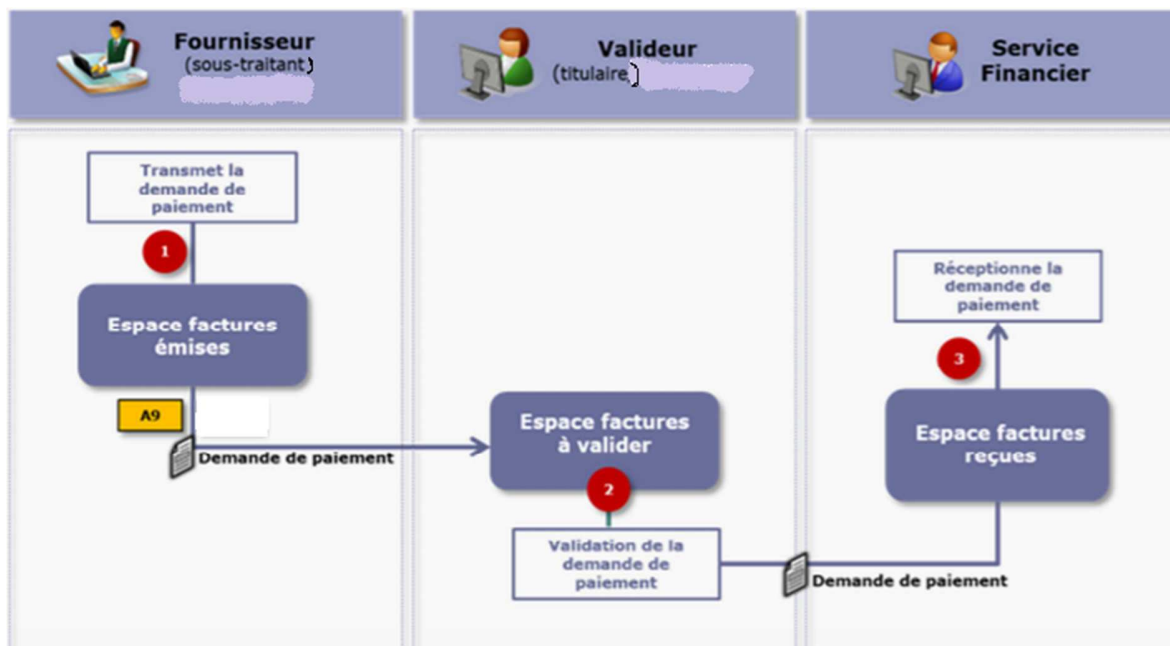 Fournisseur
(sous-traitant)
Valideur
(titulaire)
Service
Financier
Transmet la
demande de
paiement
1
Espace factures
émises
A9
Demande de paiement
Espace factures
à valider
2
Validation de la
demande de
paiement
Demande de paiement
Réceptionne la
demande de
paiement
3
Espace factures
reçues